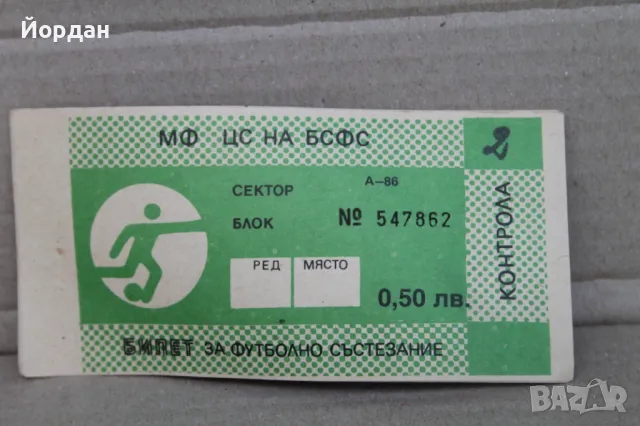 Йордан
МФ ЦС НА БСФС
СЕКТОР
А-86
БЛОК
№ 547862
РЕД МЯСТО
0,50 лв.
КОНТРОЛА
БИЛЕТ ЗА ФУТБОЛНО СЪСТЕЗАНИЕ
BAZAR